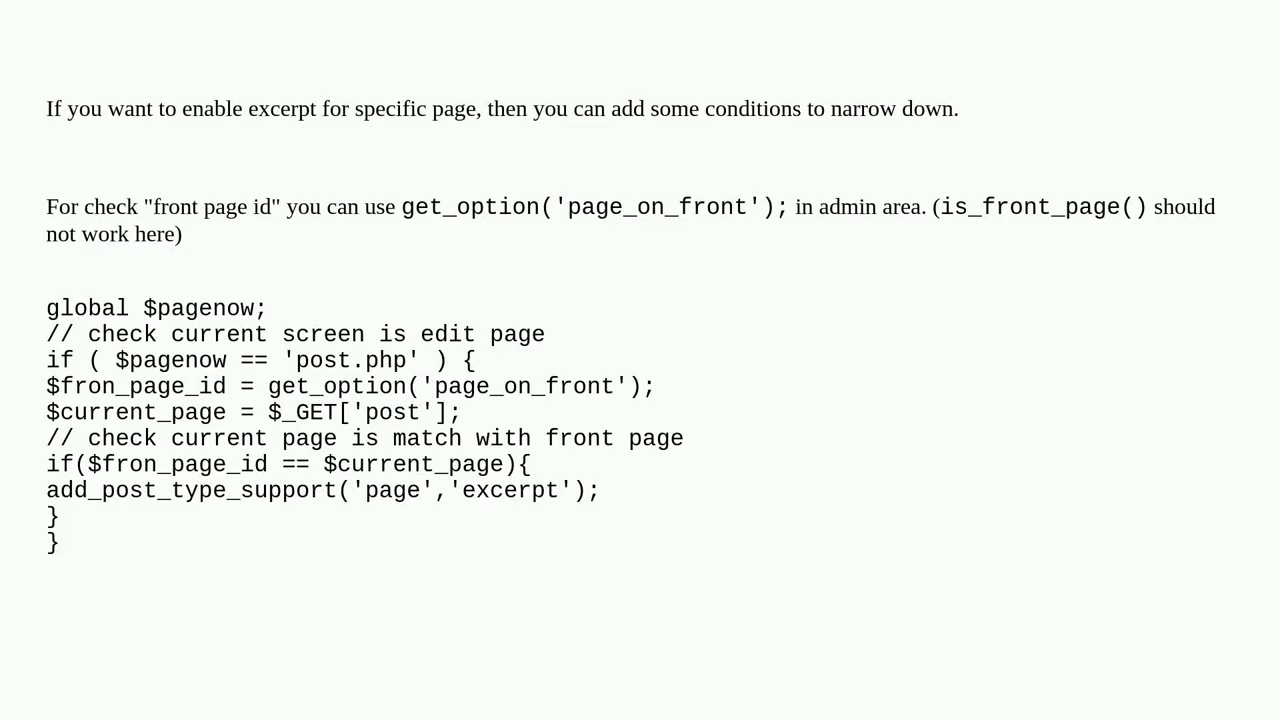 If you want to enable excerpt for specific page, then you can add some conditions to narrow down.
For check "front page id" you can use get_option('page_on_front'); in admin area. (is_front_page() should
not work here)
global $pagenow;
// check current screen is edit page
if ( $pagenow == 'post.php' ) {
$fron_page_id = get_option('page_on_front');
$current_page = $_GET['post'];
// check current page is match with front page
if($fron_page_id == $current_page){
add_post_type_support('page','excerpt');
}
}